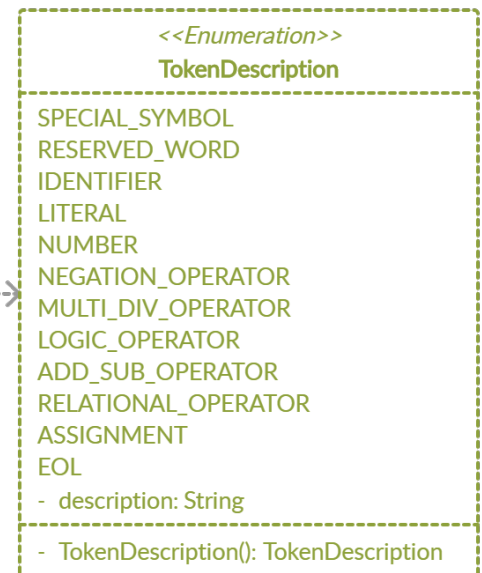 <<Enumeration>>
TokenDescription
SPECIAL_SYMBOL
RESERVED_WORD
IDENTIFIER
LITERAL
NUMBER
NEGATION_OPERATOR
MULTI_DIV_OPERATOR
LOGIC_OPERATOR
ADD_SUB_OPERATOR
RELATIONAL_OPERATOR
ASSIGNMENT
EOL
- description: String
- TokenDescription(): TokenDescription